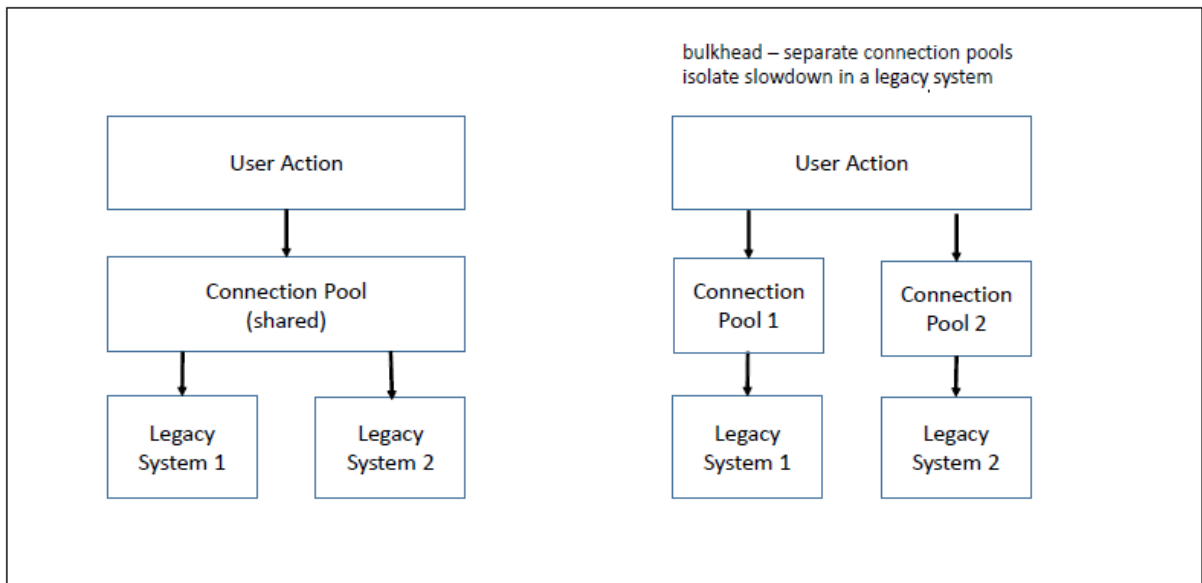 bulkhead – separate connection pools
isolate slowdown in a legacy system
User Action
Connection Pool
(shared)
Legacy
System 1
Legacy
System 2
User Action
Connection
Pool 1
Connection
Pool 2
Legacy
System 1
Legacy
System 2